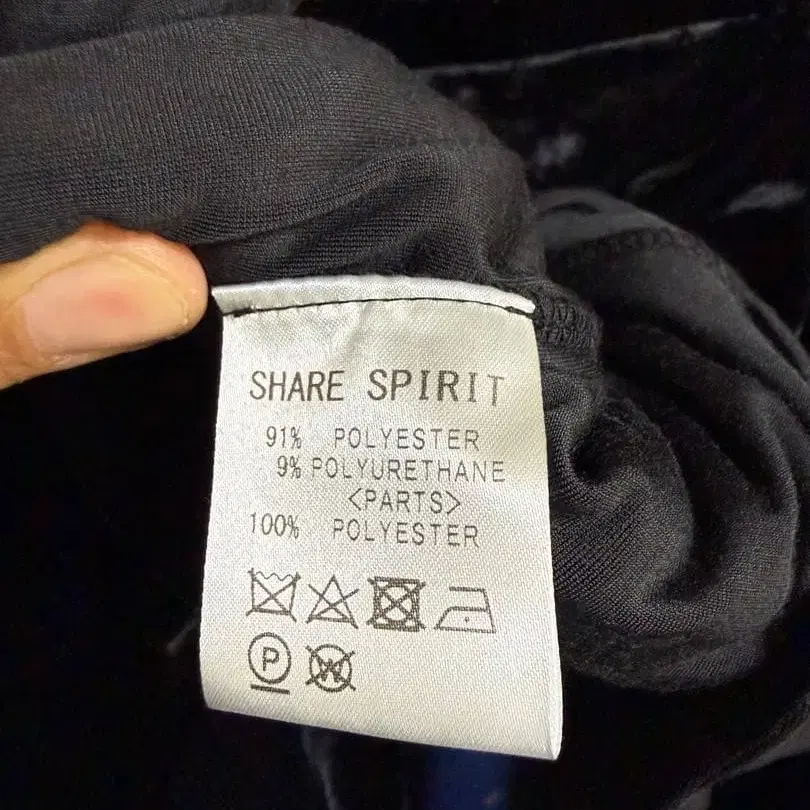 SHARE SPIRIT
91% POLYESTER
9% POLYURETHANE
<PARTS>
100% POLYESTER
P W